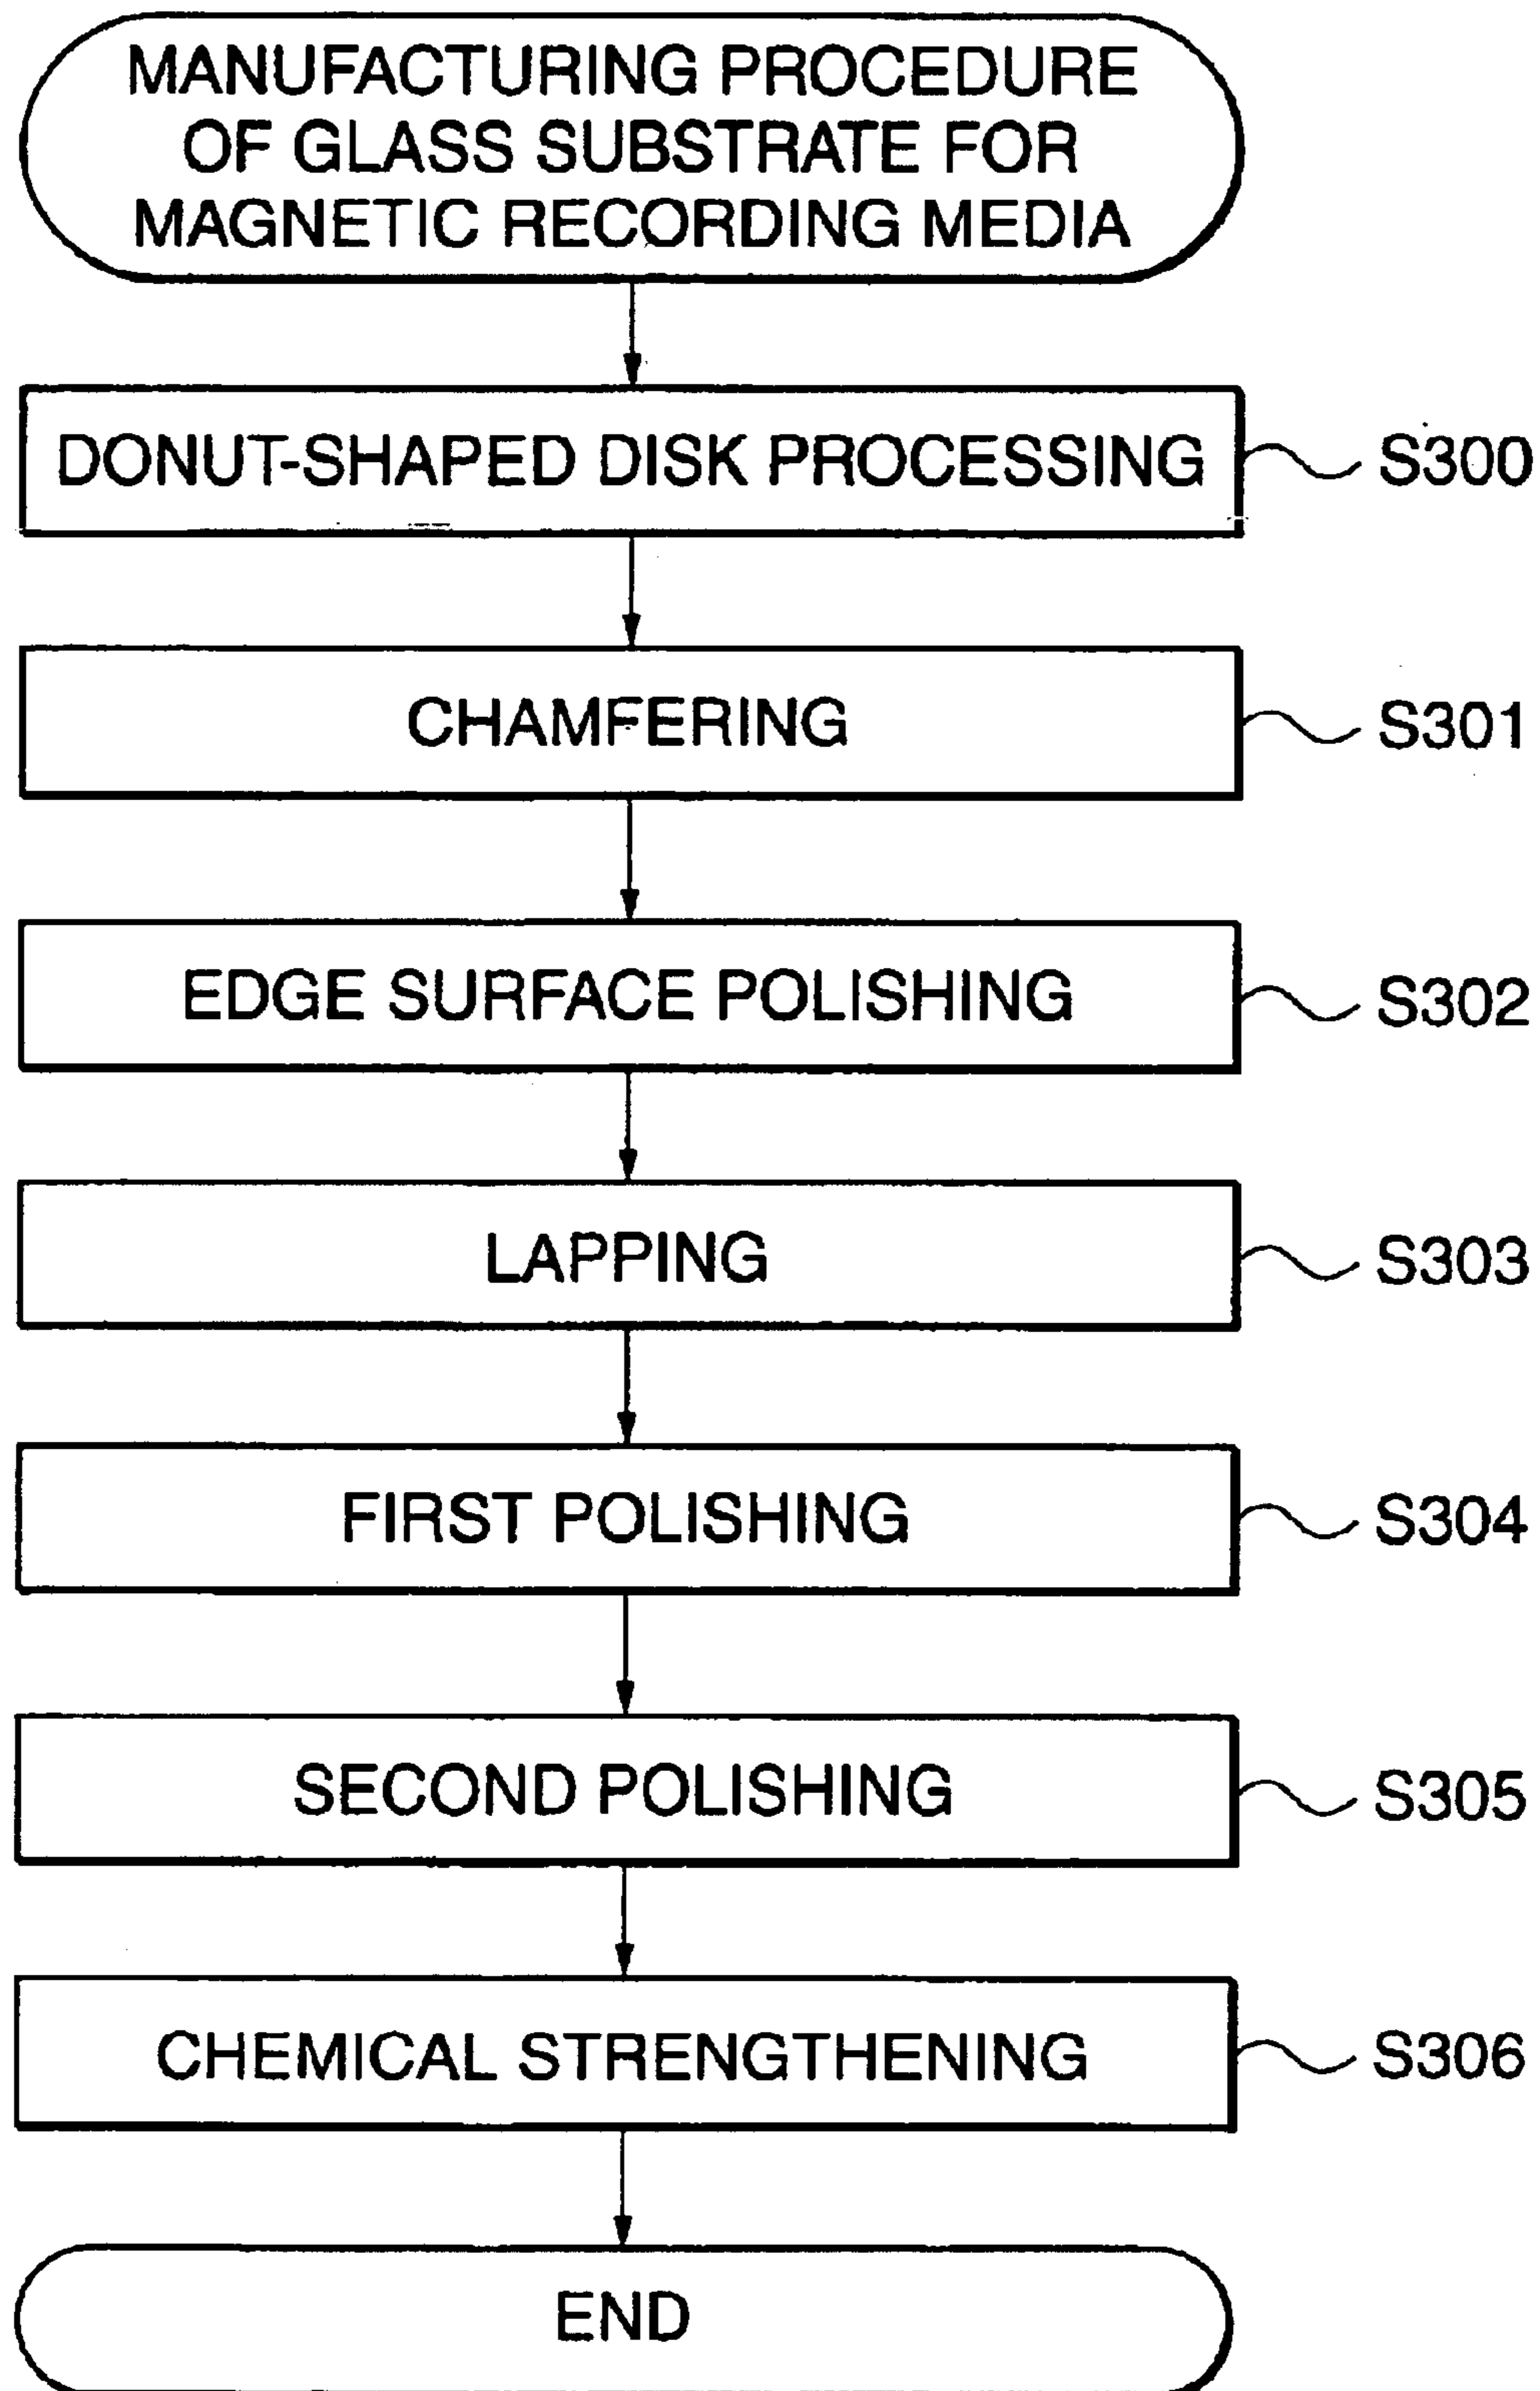 MANUFACTURING PROCEDURE
OF GLASS SUBSTRATE FOR
MAGNETIC RECORDING MEDIA
DONUT-SHAPED DISK PROCESSING S300
CHAMFERING S301
EDGE SURFACE POLISHING S302
LAPPING S303
FIRST POLISHING S304
SECOND POLISHING S305
CHEMICAL STRENGTHENING S306
END